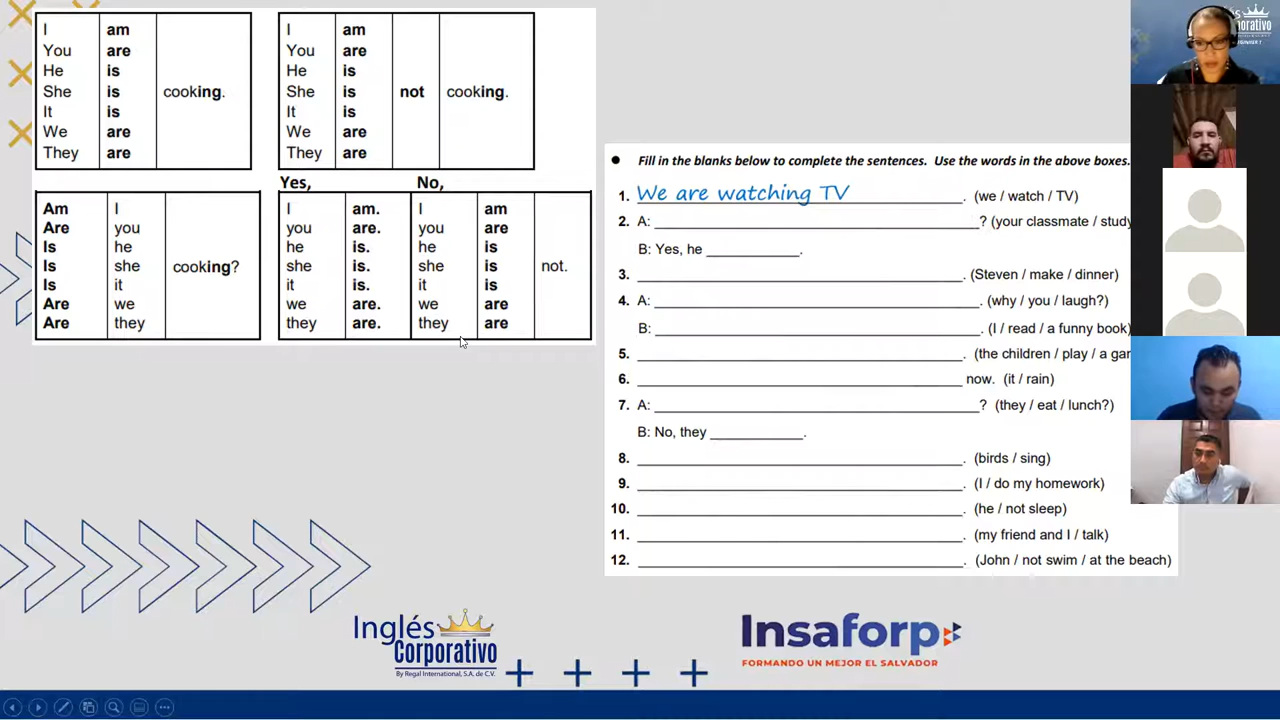 I am
You are
He is
She is cooking.
It is
We are
They are
I am
You are
He is
She is not cooking.
It is
We are
They are
Am I
Are you
Is he
Is she cooking?
Is it
Are we
Are they
Yes, No,
I am. I am
you are. you are
he is. he is
she is. she is not.
it is. it is
we are. we are
they are. they are
● Fill in the blanks below to complete the sentences. Use the words in the above boxes.
1. We are watching TV. (we / watch / TV)
2. A: ? (your classmate / study
B: Yes, he .
3. . (Steven / make / dinner)
4. A: . (why / you / laugh?)
B: . (I / read / a funny book)
5. . (the children / play / a
6. now. (it / rain)
7. A: ? (they / eat / lunch?)
B: No, they .
8. . (birds / sing)
9. . (I / do my homework)
10. . (he / not sleep)
11. . (my friend and I / talk)
12. . (John / not swim / at the beach)
Inglés
Corporativo
By Regal International, S.A. de C.V.
Insaforp
FORMANDO UN MEJOR EL SALVADOR